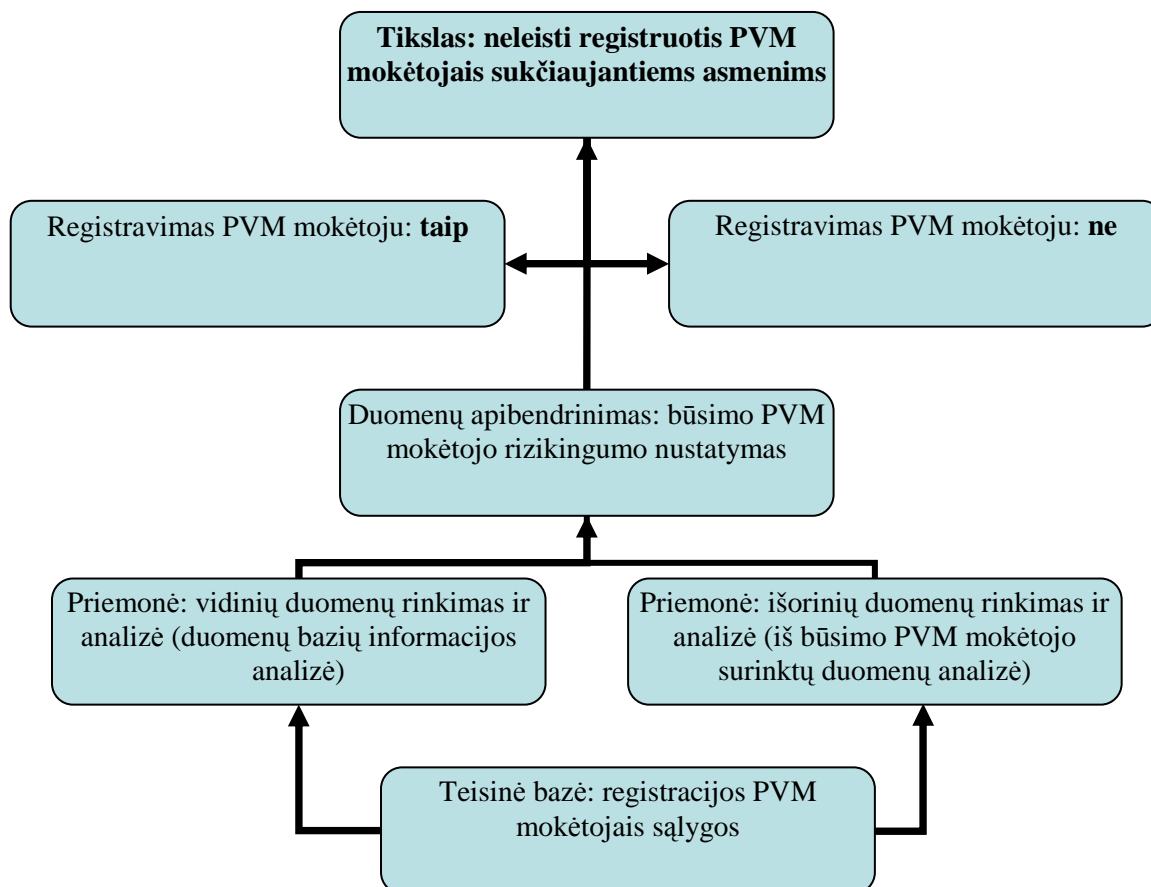 Tikslas: neleisti registruotis PVM
mokėtojais sukčiaujantiems asmenims
Registravimas PVM mokėtoju: taip
Registravimas PVM mokėtoju: ne
Duomenų apibendrinimas: būsimo PVM
mokėtojo rizikingumo nustatymas
Priemonė: vidinių duomenų rinkimas ir
analizė (duomenų bazių informacijos
analizė)
Priemonė: išorinių duomenų rinkimas ir
analizė (iš būsimo PVM mokėtojo
surinktų duomenų analizė)
Teisinė bazė: registracijos PVM
mokėtojais sąlygos